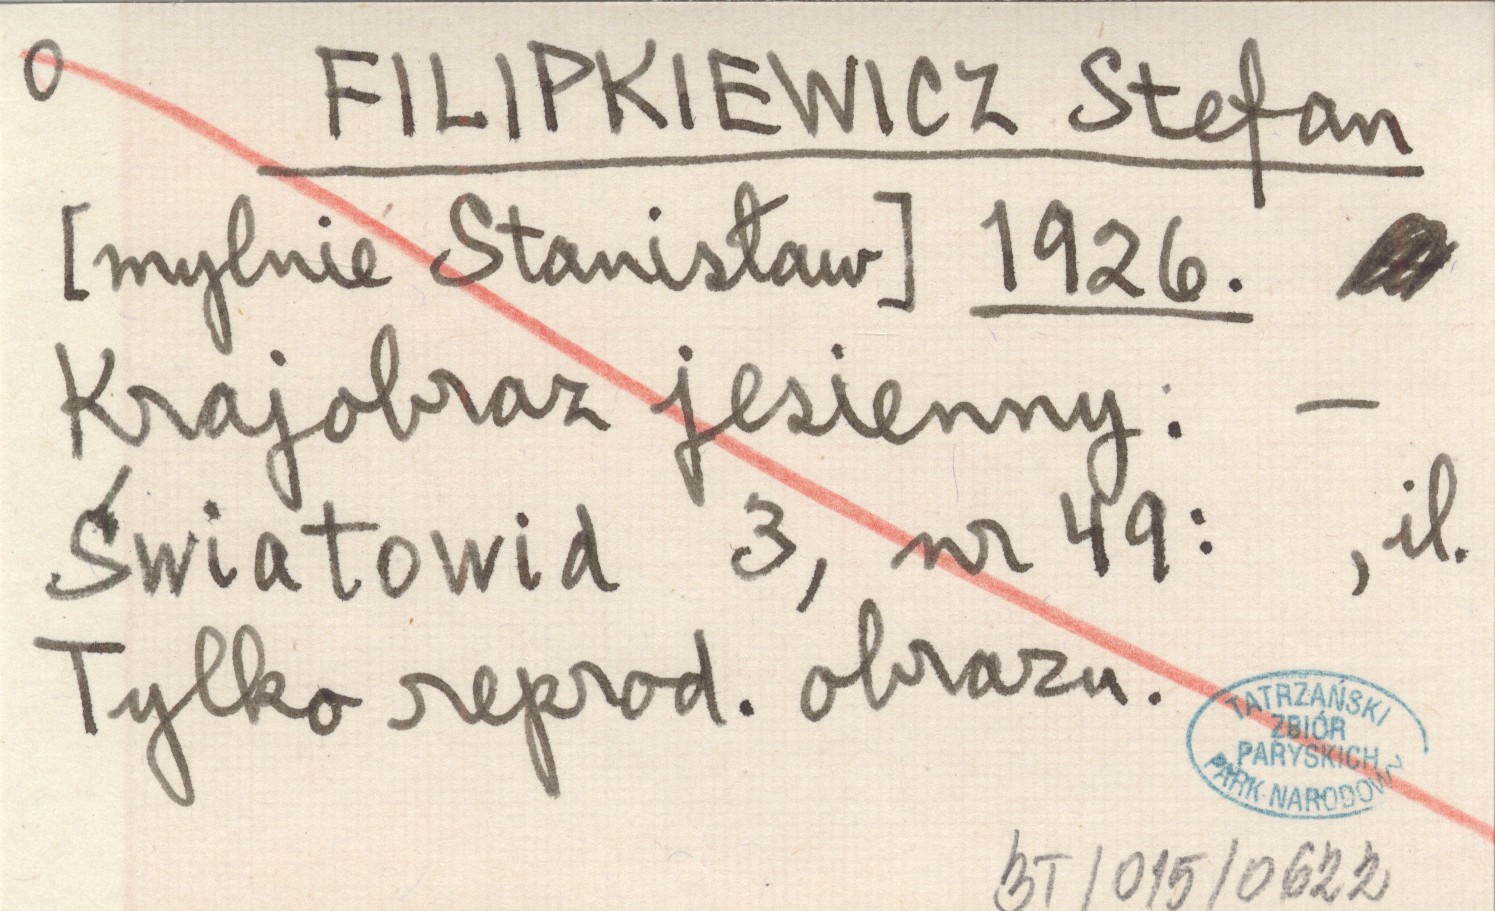 0 FILIPKIEWICZ Stefan
[mylnie Stanisław] 1926.
Krajobraz jesienny: —
Światowid 3, nr 49: , il.
Tylko reprod. obrazu.
TATRZAŃSKI
ZBIÓR
PARYSKICH
PARK NARODOWY
BT/015/0622